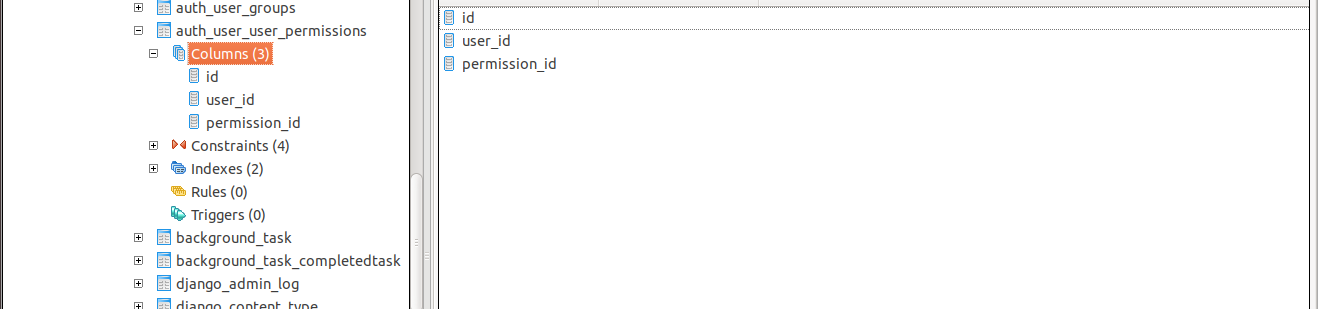 auth_user_groups
auth_user_user_permissions
Columns (3)
id
user_id
permission_id
Constraints (4)
Indexes (2)
Rules (0)
Triggers (0)
background_task
background_task_completedtask
django_admin_log
django_content_type
id
user_id
permission_id